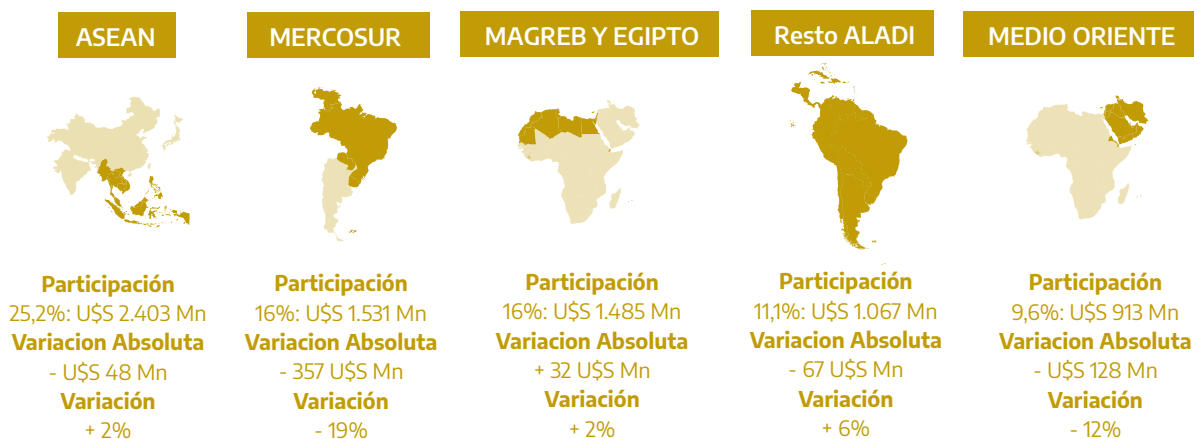 ASEAN
Participación
25,2%: U$S 2.403 Mn
Variacion Absoluta
- U$S 48 Mn
Variación
+ 2%
MERCOSUR
Participación
16%: U$S 1.531 Mn
Variacion Absoluta
- 357 U$S Mn
Variación
- 19%
MAGREB Y EGIPTO
Participación
16%: U$S 1.485 Mn
Variacion Absoluta
+ 32 U$S Mn
Variación
+ 2%
Resto ALADI
Participación
11,1%: U$S 1.067 Mn
Variacion Absoluta
- 67 U$S Mn
Variación
+ 6%
MEDIO ORIENTE
Participación
9,6%: U$S 913 Mn
Variacion Absoluta
- U$S 128 Mn
Variación
- 12%